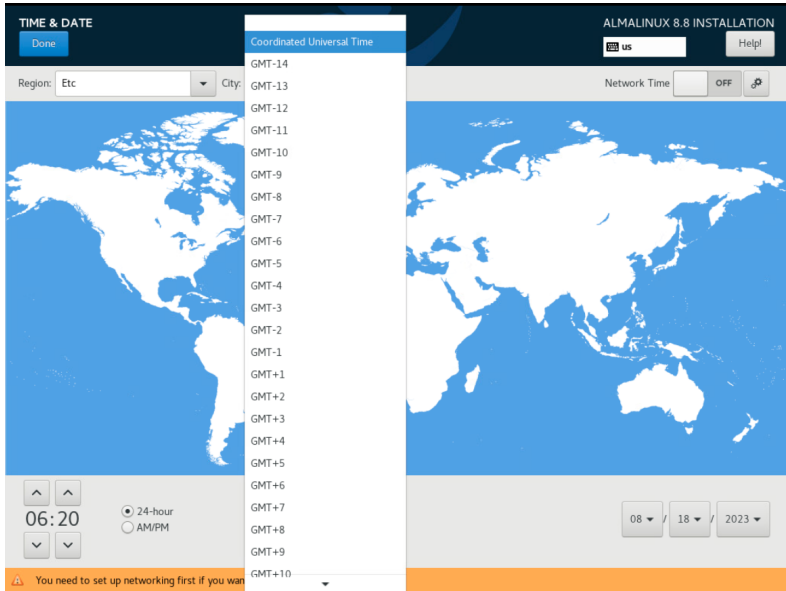 TIME & DATE
ALMALINUX 8.8 INSTALLATION
Done
us
Help!
Region: Etc
City:
Network Time
OFF
Coordinated Universal Time
GMT-14
GMT-13
GMT-12
GMT-11
GMT-10
GMT-9
GMT-8
GMT-7
GMT-6
GMT-5
GMT-4
GMT-3
GMT-2
GMT-1
GMT+1
GMT+2
GMT+3
GMT+4
GMT+5
GMT+6
GMT+7
GMT+8
GMT+9
GMT+10
06:20
24-hour
AM/PM
08 / 18 / 2023
You need to set up networking first if you wan